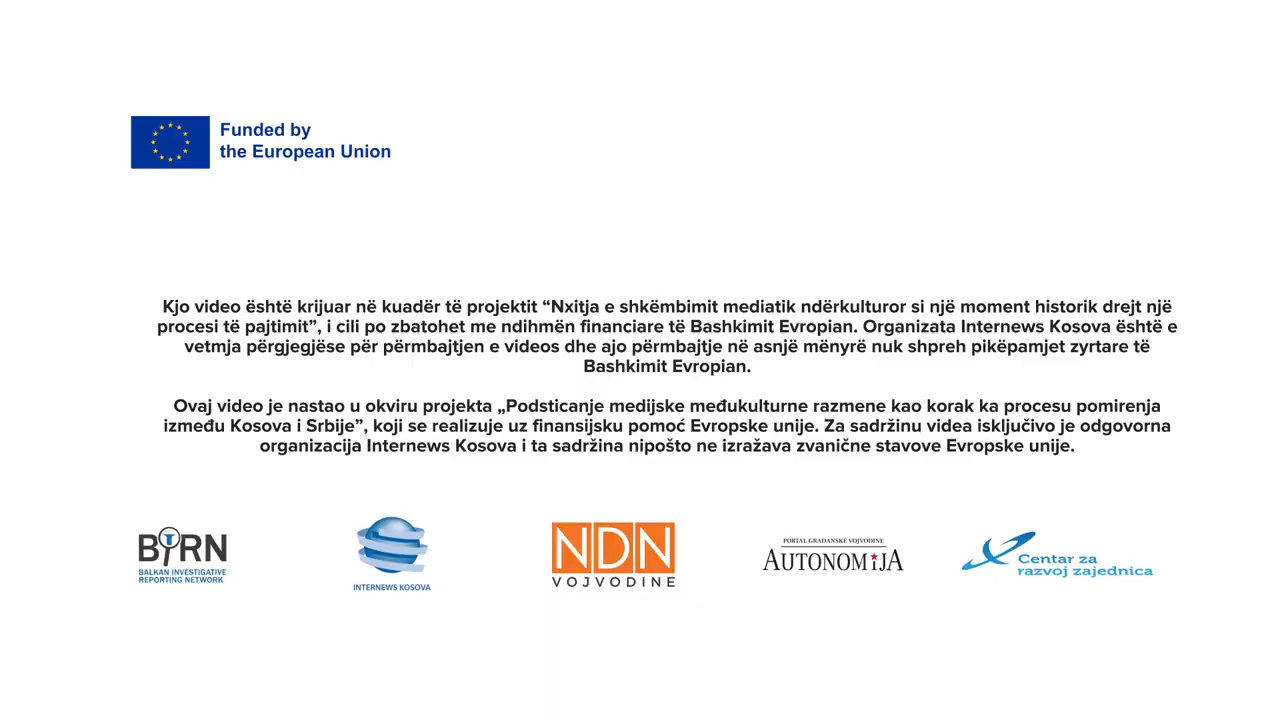 Funded by
the European Union
Kjo video është krijuar në kuadër të projektit “Nxitja e shkëmbimit mediatik ndërkulturor si një moment historik drejt një
procesi të pajtimit”, i cili po zbatohet me ndihmën financiare të Bashkimit Evropian. Organizata Internews Kosova është e
vetmja përgjegjëse për përmbajtjen e videos dhe ajo përmbajtje në asnjë mënyrë nuk shpreh pikëpamjet zyrtare të
Bashkimit Evropian.
Ovaj video je nastao u okviru projekta „Podsticanje medijske međukulturne razmene kao korak ka procesu pomirenja
između Kosova i Srbije”, koji se realizuje uz finansijsku pomoć Evropske unije. Za sadržinu videa isključivo je odgovorna
organizacija Internews Kosova i ta sadržina nipošto ne izražava zvanične stavove Evropske unije.
BIRN
BALKAN INVESTIGATIVE
REPORTING NETWORK
INTERNEWS KOSOVA
NDN
VOJVODINE
PORTAL GRAĐANSKE VOJVODINE
AUTONOMIJA
Centar za
razvoj zajednica